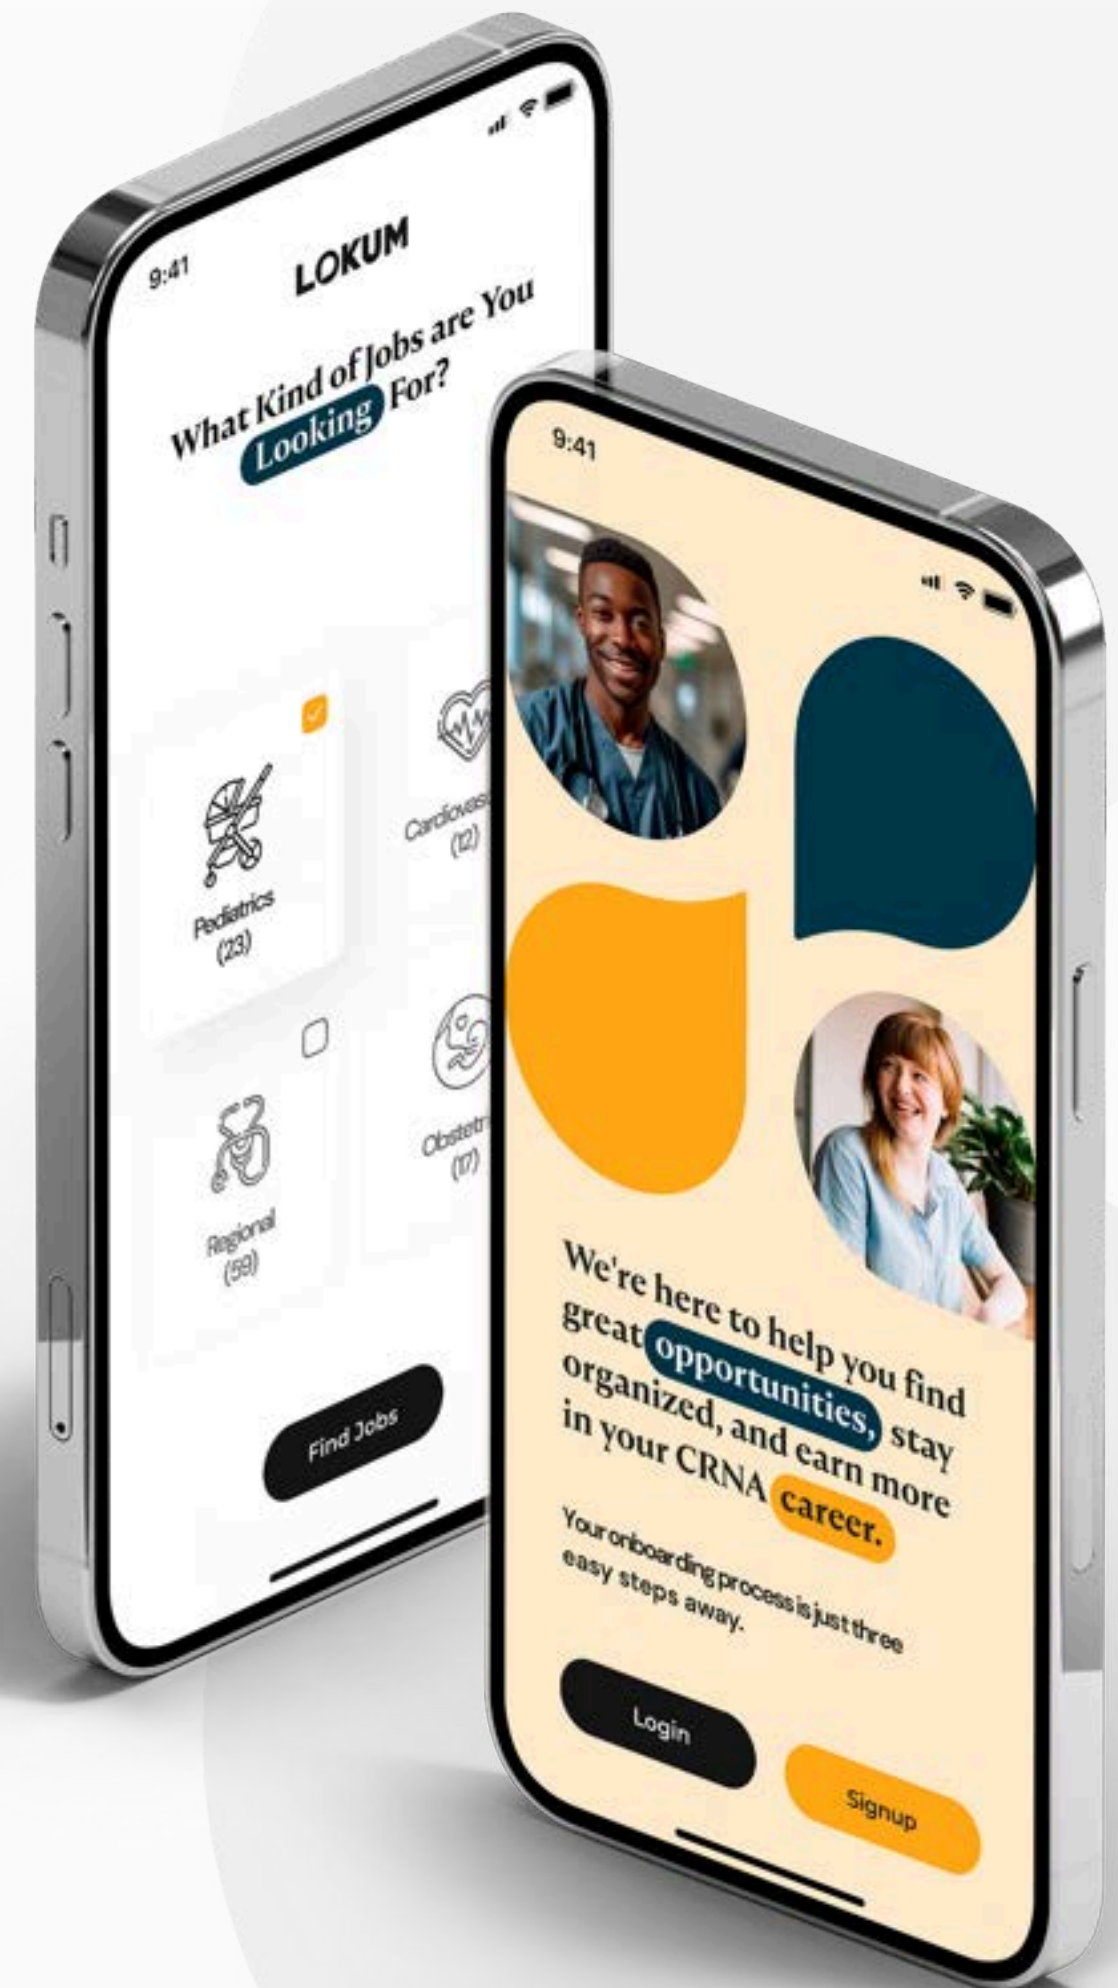 9:41
LOKUM
What Kind of Jobs are You
Looking For?
Pediatrics
(23)
Cardiovas
(12)
Regional
(59)
Obstetr
(17)
Find Jobs
9:41
We're here to help you find
great opportunities, stay
organized, and earn more
in your CRNA career.
Your onboarding process is just three
easy steps away.
Login
Signup